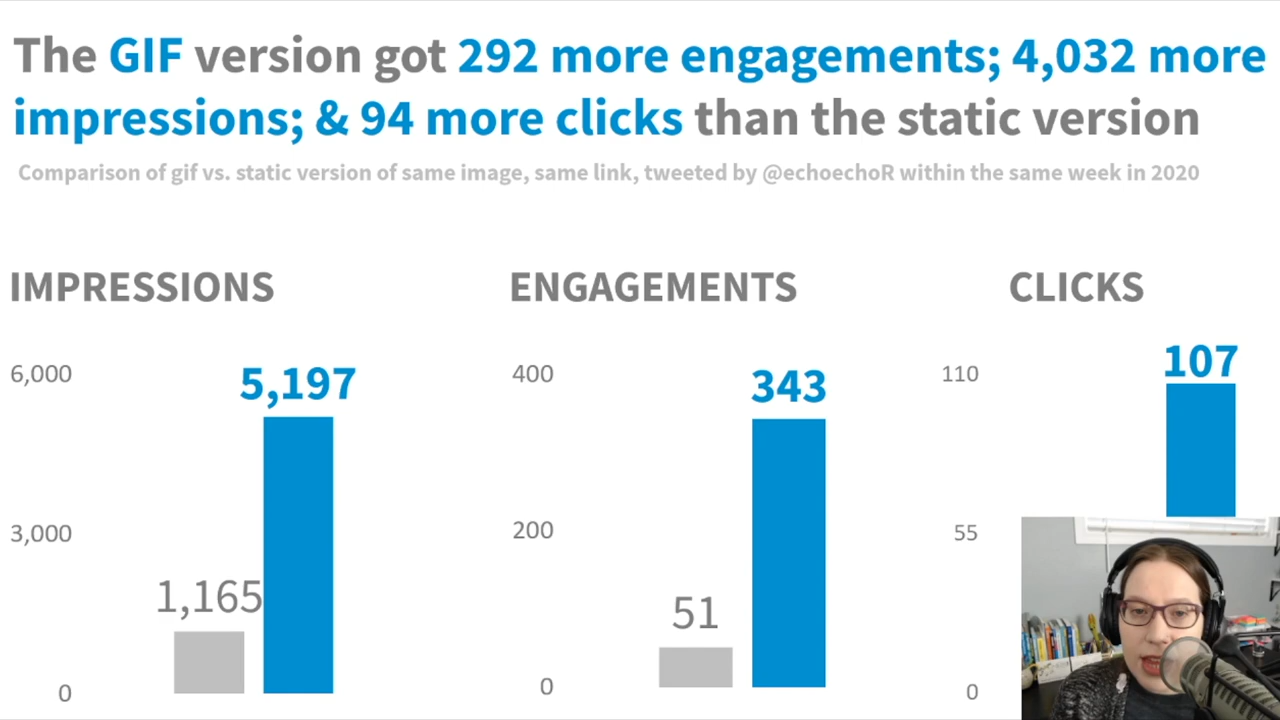 The GIF version got 292 more engagements; 4,032 more
impressions; & 94 more clicks than the static version
Comparison of gif vs. static version of same image, same link, tweeted by @echoechoR within the same week in 2020
IMPRESSIONS
6,000
5,197
3,000
1,165
0
ENGAGEMENTS
400
343
200
51
0
CLICKS
110
107
55
0